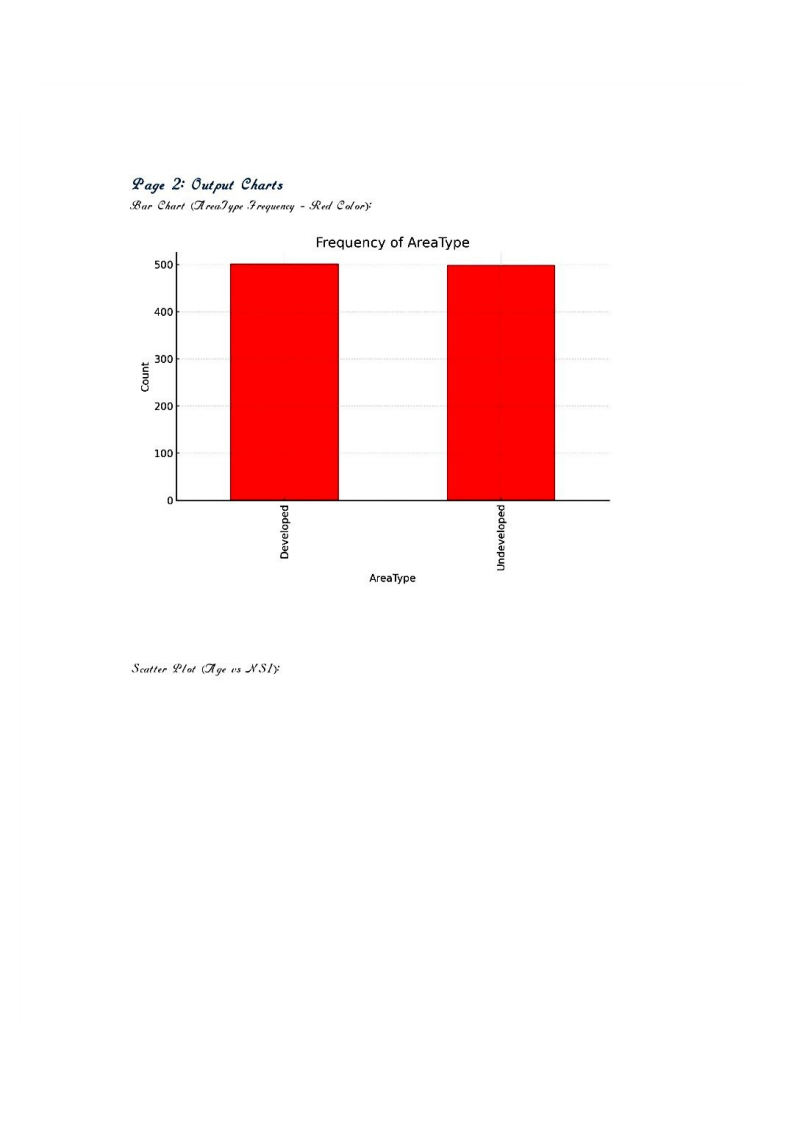 Page 2: Output Charts
Bar Chart (AreaType Frequency - Red Color):
Frequency of AreaType
500
400
300
200
100
0
Count
Developed
Undeveloped
AreaType
Scatter Plot (Age vs NSI):